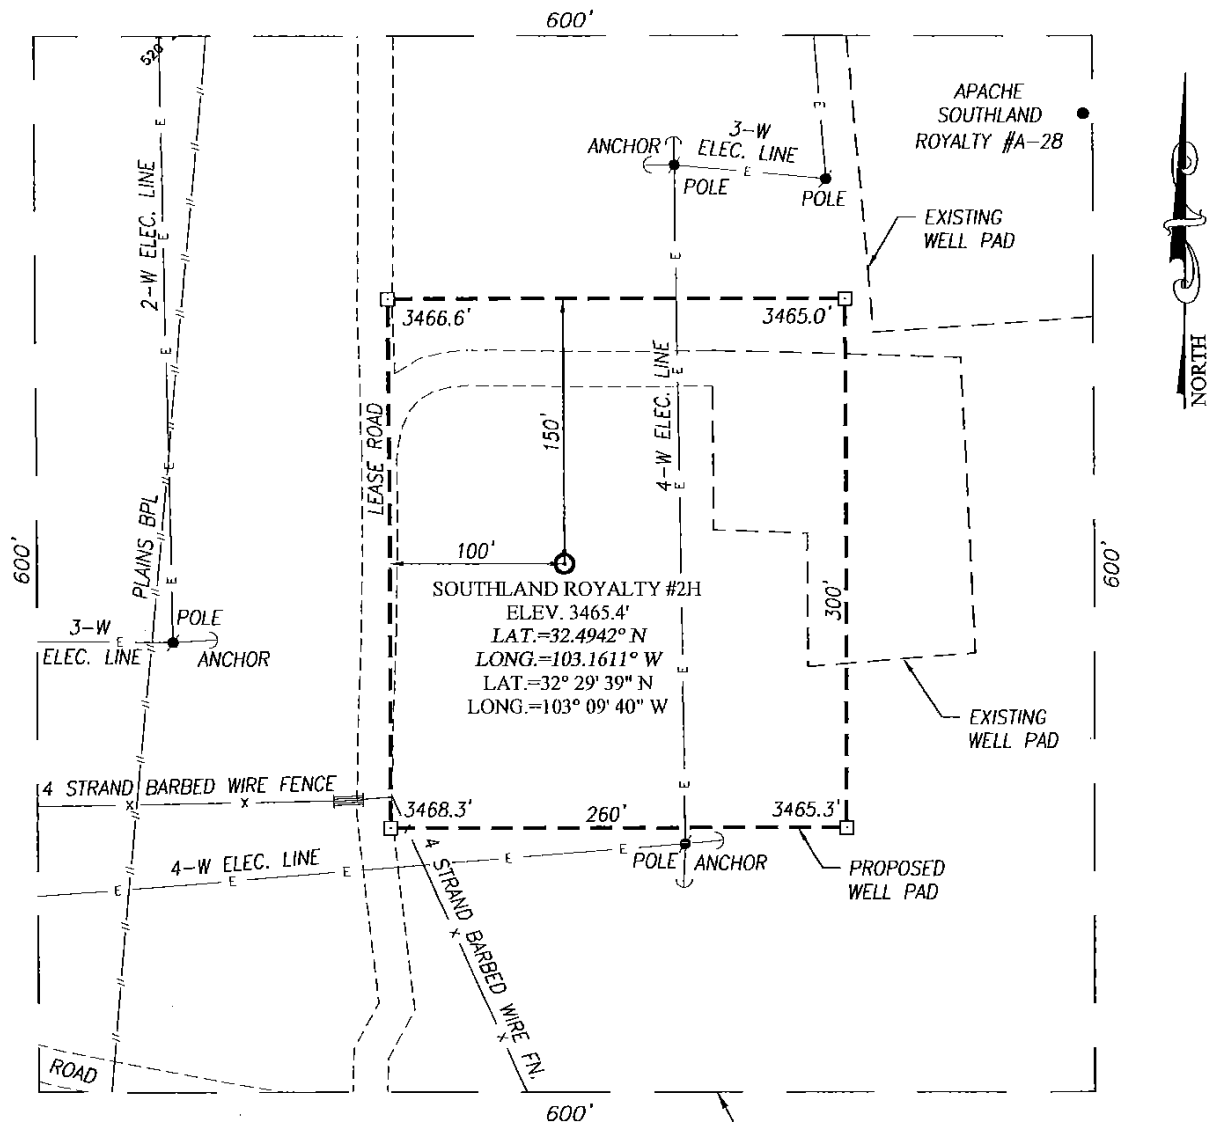 600'
520
APACHE
SOUTHLAND
ROYALTY #A-28
3-W
ELEC. LINE
ANCHOR
POLE
POLE
EXISTING
WELL PAD
2-W ELEC. LINE
NORTH
3466.6'
3465.0'
LEASE ROAD
150'
4-W ELEC. LINE
PLAINS BPL
600'
100'
600'
300'
SOUTHLAND ROYALTY #2H
ELEV. 3465.4'
LAT.=32.4942° N
LONG.=103.1611° W
LAT.=32° 29' 39" N
LONG.=103° 09' 40" W
POLE
3-W
ELEC. LINE
ANCHOR
EXISTING
WELL PAD
4 STRAND BARBED WIRE FENCE
3468.3'
260'
3465.3'
4-W ELEC. LINE
POLE
ANCHOR
PROPOSED
WELL PAD
4 STRAND BARBED WIRE FN.
ROAD
600'